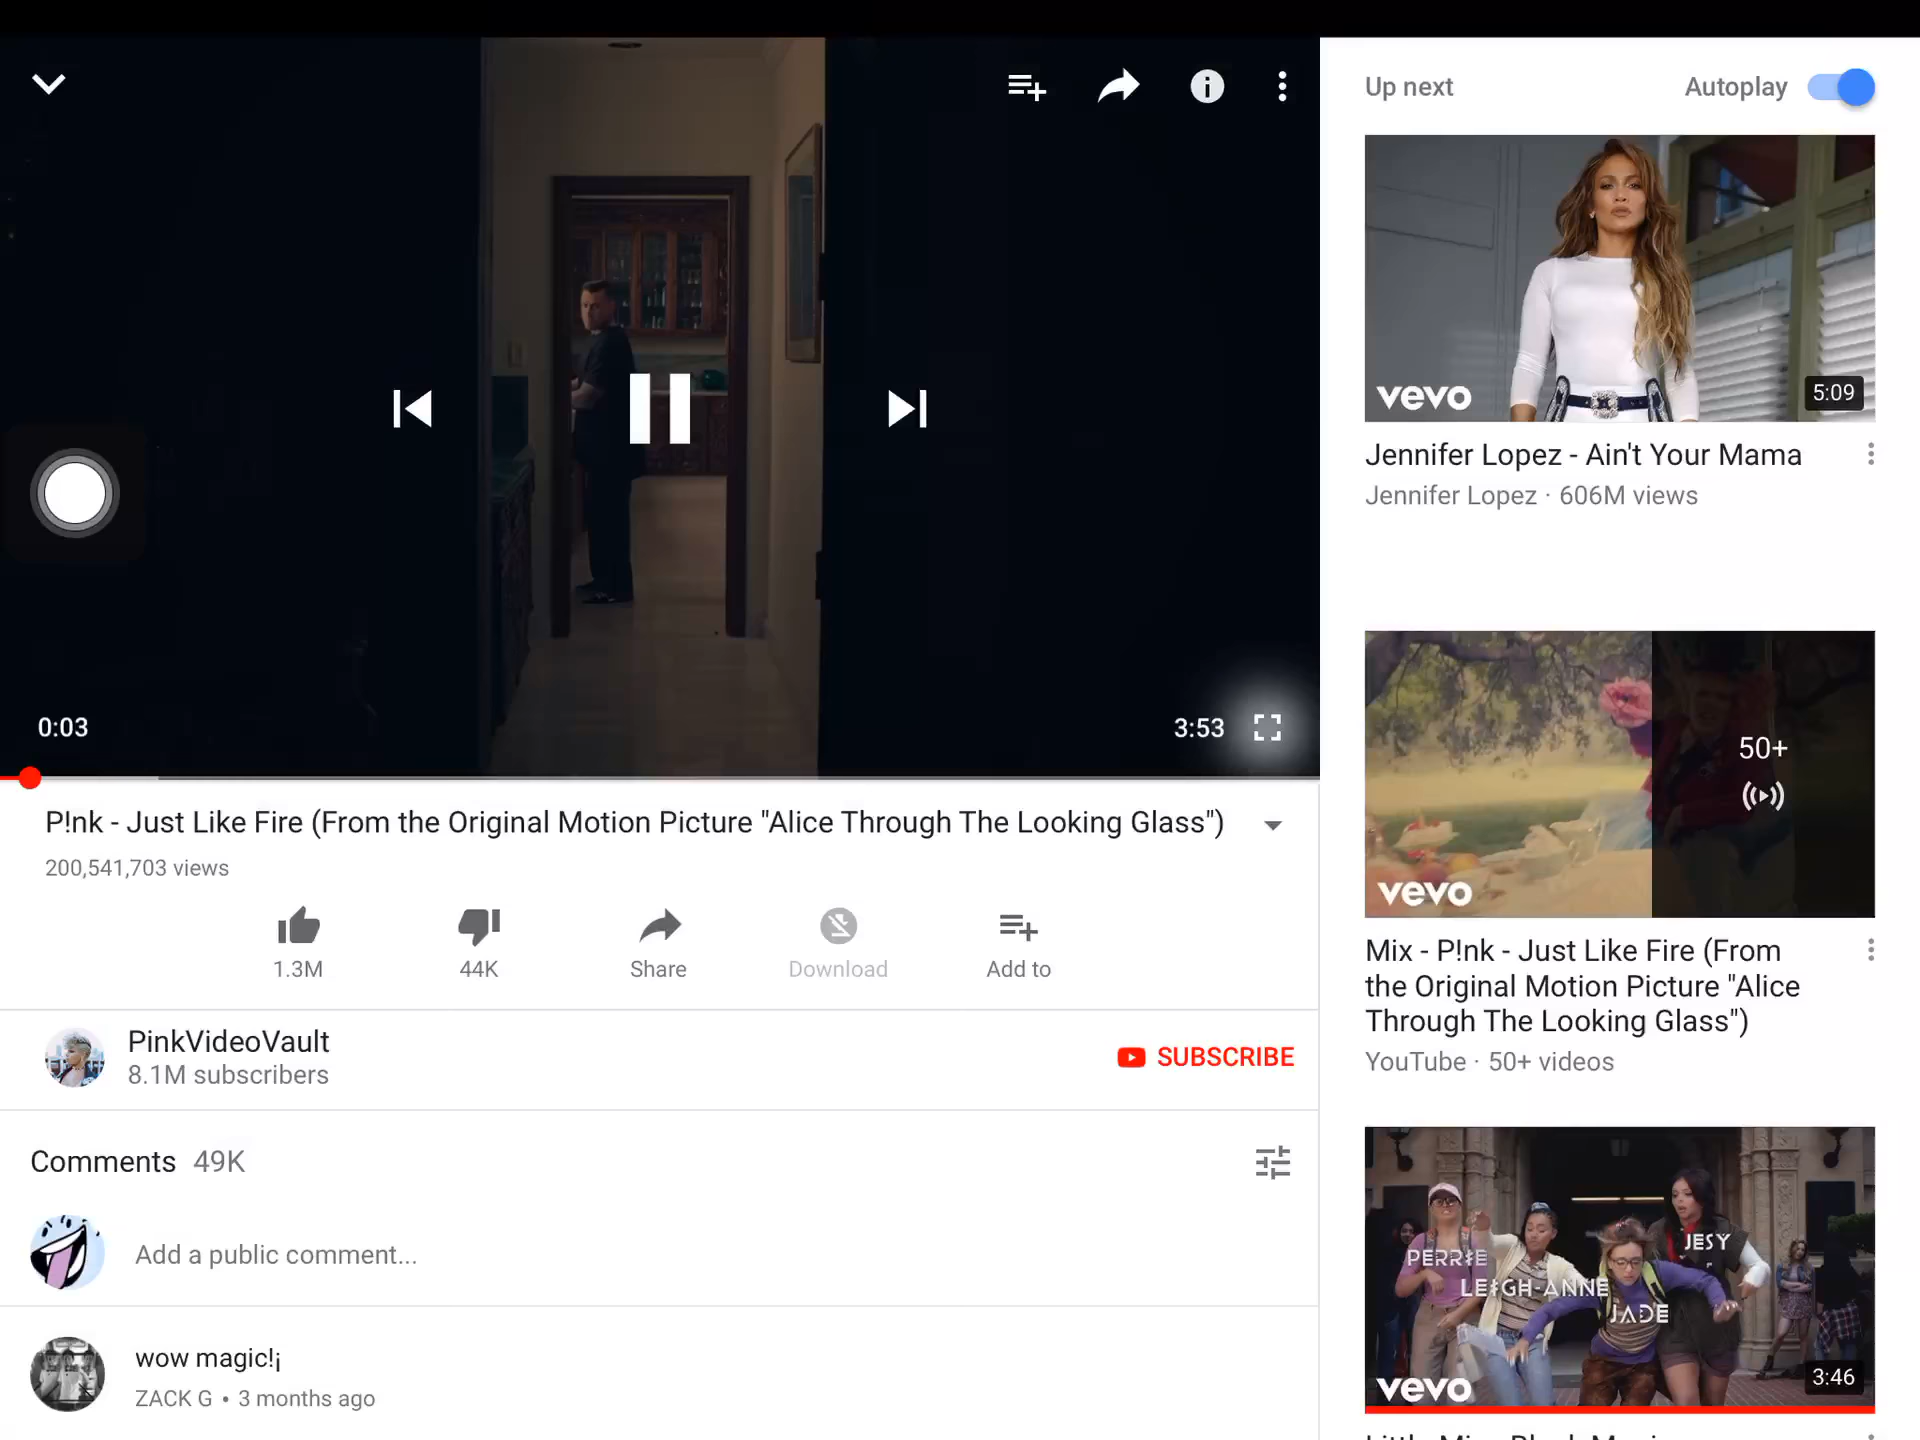 Up next
Autoplay
vevo
5:09
Jennifer Lopez - Ain't Your Mama
Jennifer Lopez · 606M views
0:03
3:53
P!nk - Just Like Fire (From the Original Motion Picture "Alice Through The Looking Glass")
200,541,703 views
1.3M
44K
Share
Download
Add to
PinkVideoVault
8.1M subscribers
SUBSCRIBE
Comments 49K
Add a public comment...
wow magic!¡
ZACK G • 3 months ago
50+
vevo
Mix - P!nk - Just Like Fire (From
the Original Motion Picture "Alice
Through The Looking Glass")
YouTube · 50+ videos
PERRIE
LEIGH-ANNE
JADE
JESY
vevo
3:46